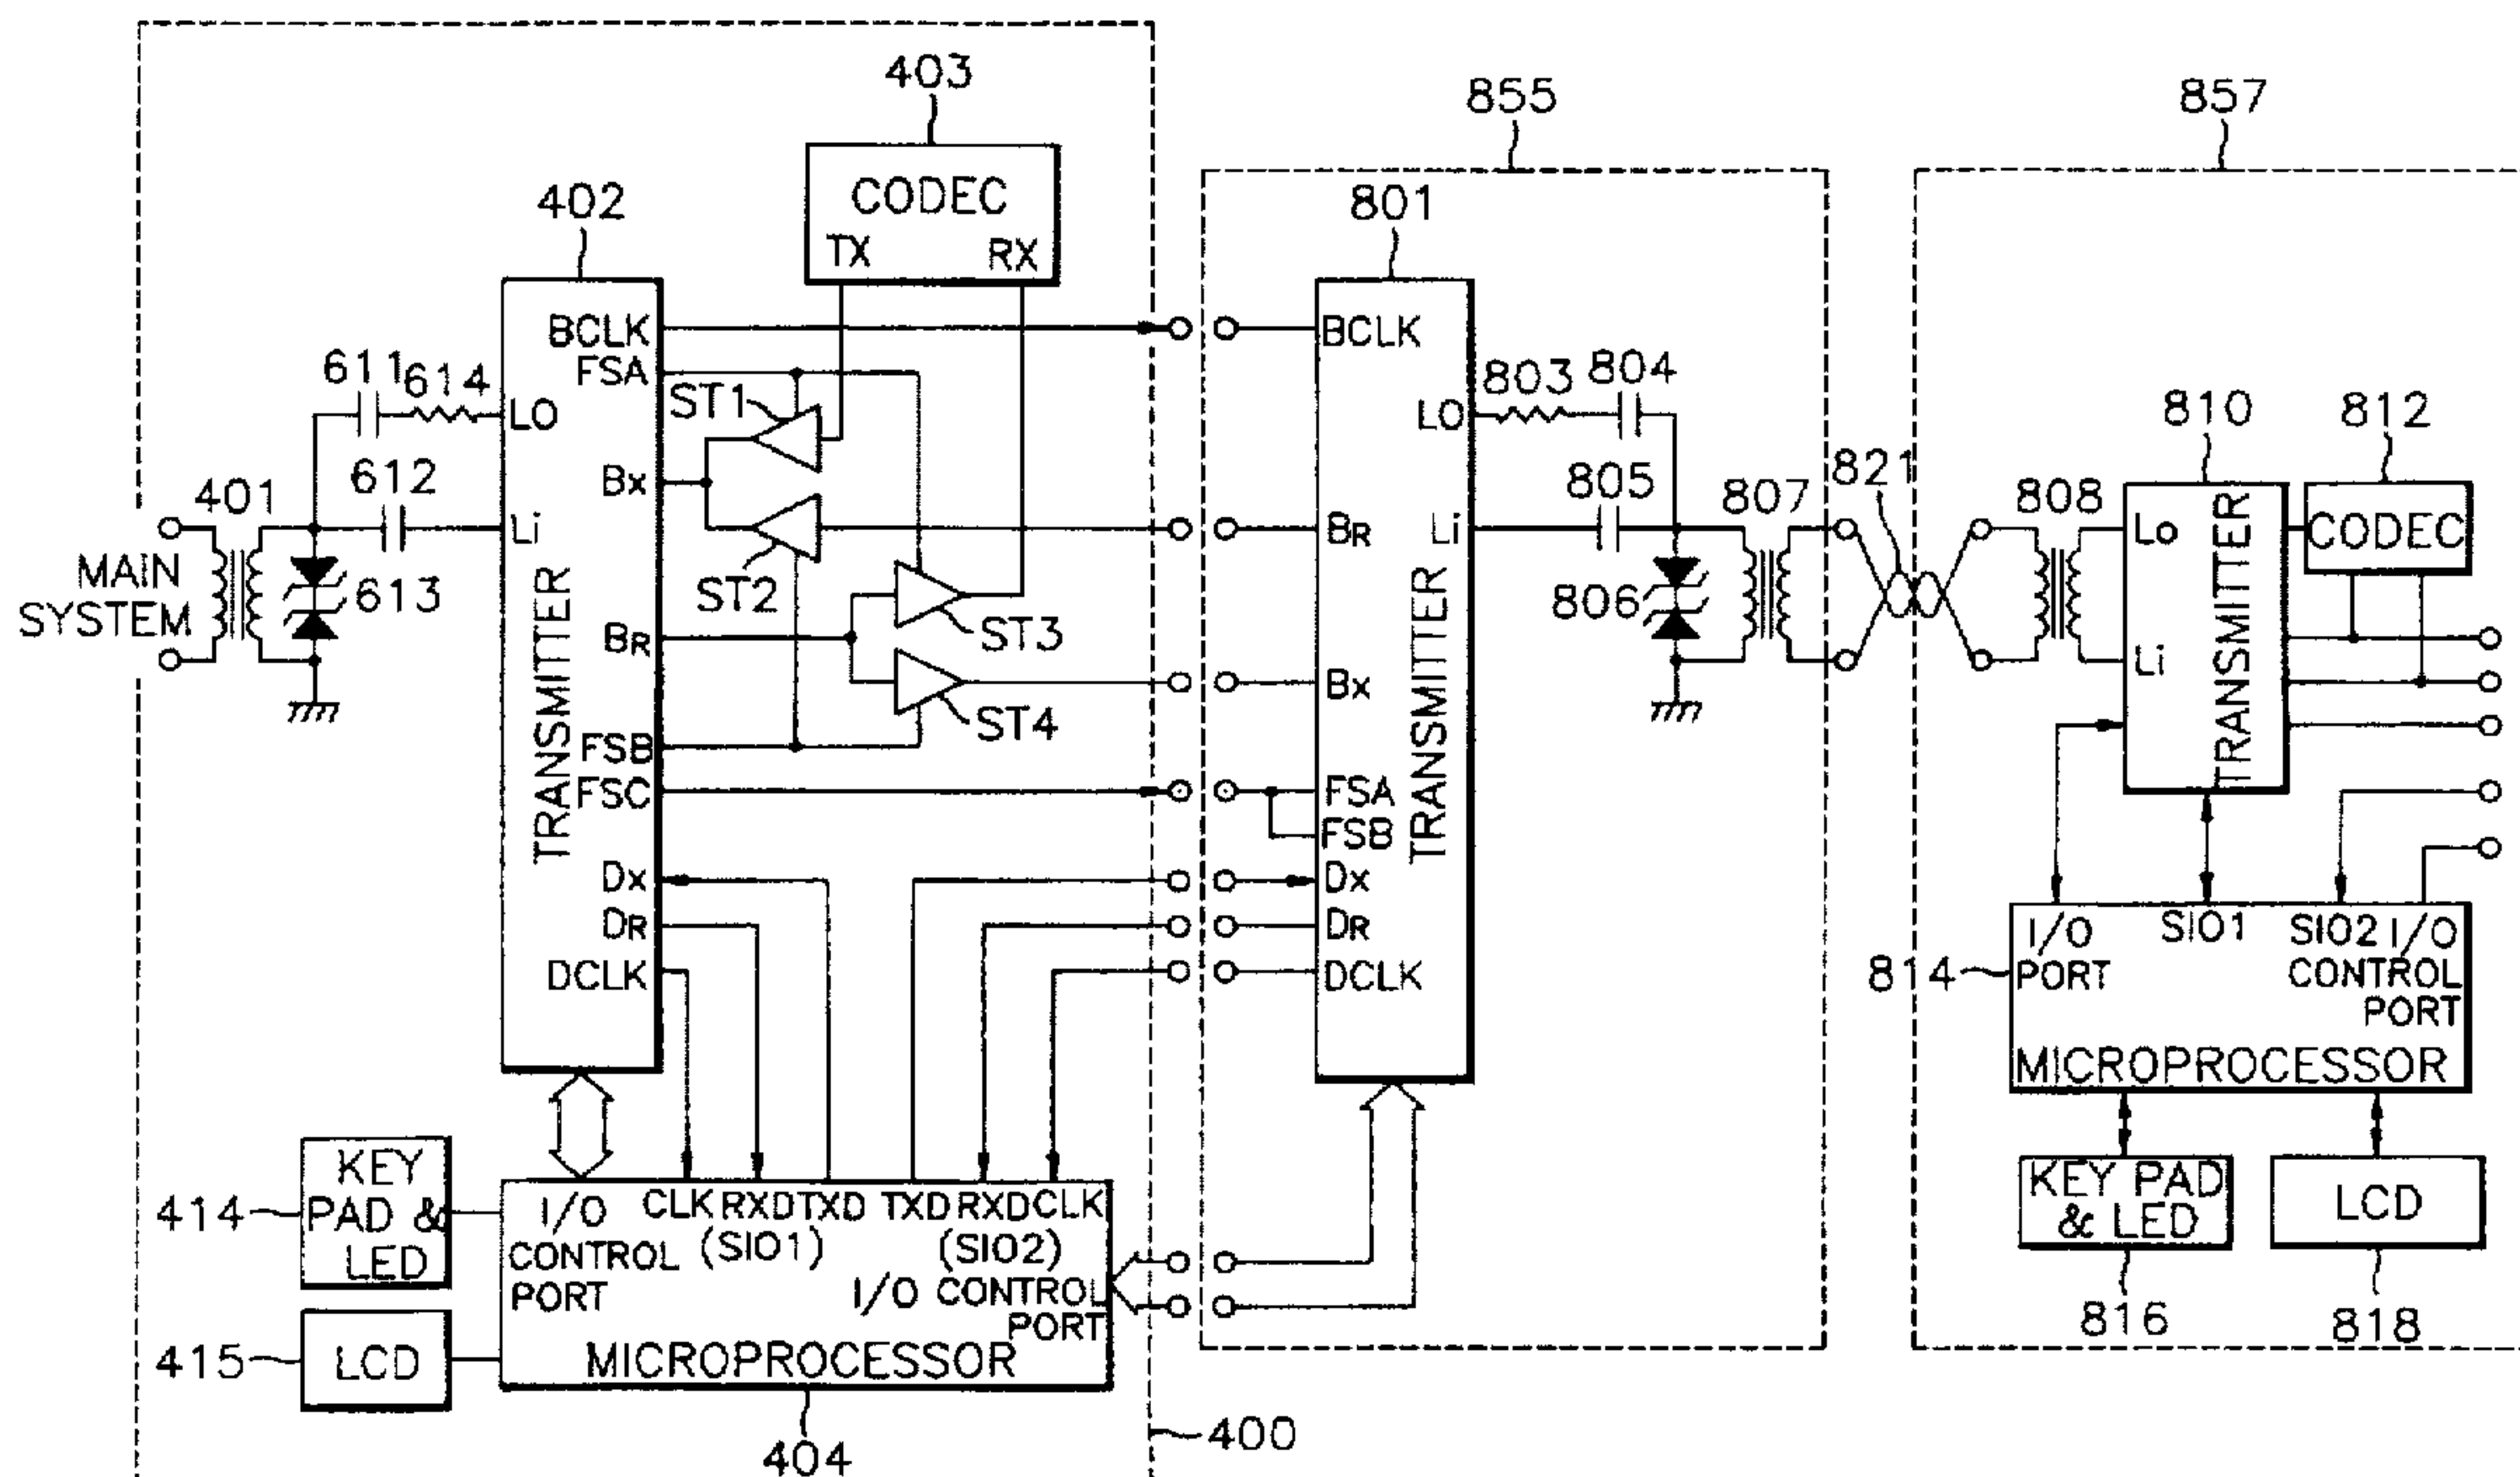 403
855
857
CODEC
TX
RX
402
801
BCLK
FSA
LO
Bx
Li
BR
FSB
FSC
Dx
DR
DCLK
TRANSMITTER
611
614
612
401
613
MAIN
SYSTEM
ST1
ST2
ST3
ST4
BCLK
LO
BR
Li
Bx
FSA
FSB
Dx
DR
DCLK
TRANSMITTER
803
804
805
806
807
821
808
810
812
Lo
Li
TRANSMITTER
CODEC
I/O
PORT
SIO1
SIO2 I/O
CONTROL
PORT
MICROPROCESSOR
814
KEY PAD
& LED
LCD
816
818
KEY
PAD &
LED
414
LCD
415
I/O
CONTROL
PORT
CLK RXD TXD
(SIO1)
TXD RXD CLK
(SIO2)
I/O CONTROL
PORT
MICROPROCESSOR
404
400